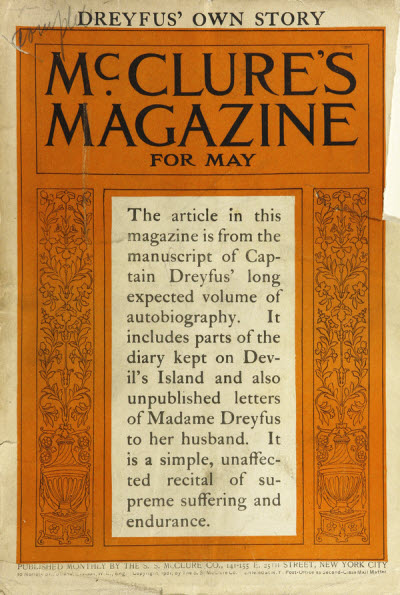 DREYFUS' OWN STORY
McCLURE'S
MAGAZINE
FOR MAY
The article in this
magazine is from the
manuscript of Cap-
tain Dreyfus' long
expected volume of
autobiography. It
includes parts of the
diary kept on Dev-
il's Island and also
unpublished letters
of Madame Dreyfus
to her husband. It
is a simple, unaffec-
ted recital of su-
preme suffering and
endurance.
PUBLISHED MONTHLY BY THE S. S. McCLURE CO., 141-155 E. 25TH STREET, NEW YORK CITY